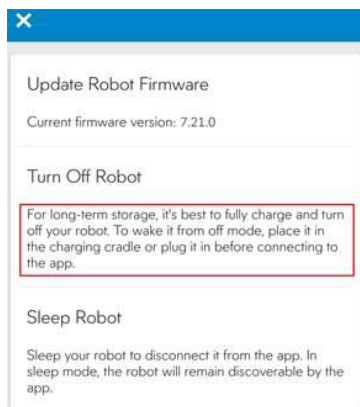 Update Robot Firmware
Current firmware version: 7.21.0
Turn Off Robot
For long-term storage, it's best to fully charge and turn
off your robot. To wake it from off mode, place it in
the charging cradle or plug it in before connecting to
the app.
Sleep Robot
Sleep your robot to disconnect it from the app. In
sleep mode, the robot will remain discoverable by the
app.